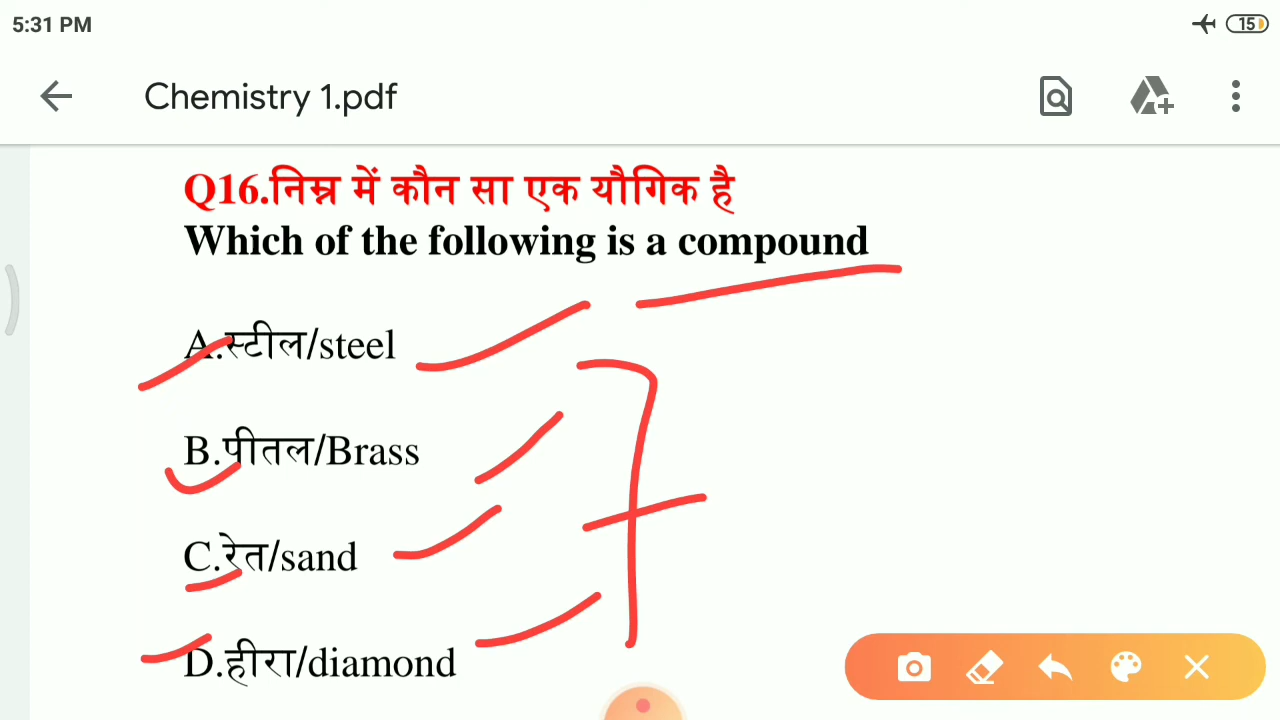 5:31 PM
15
Chemistry 1.pdf
Q16.निम्न में कौन सा एक यौगिक है
Which of the following is a compound
A.स्टील/steel
B.पीतल/Brass
C.रेत/sand
D.हीरा/diamond